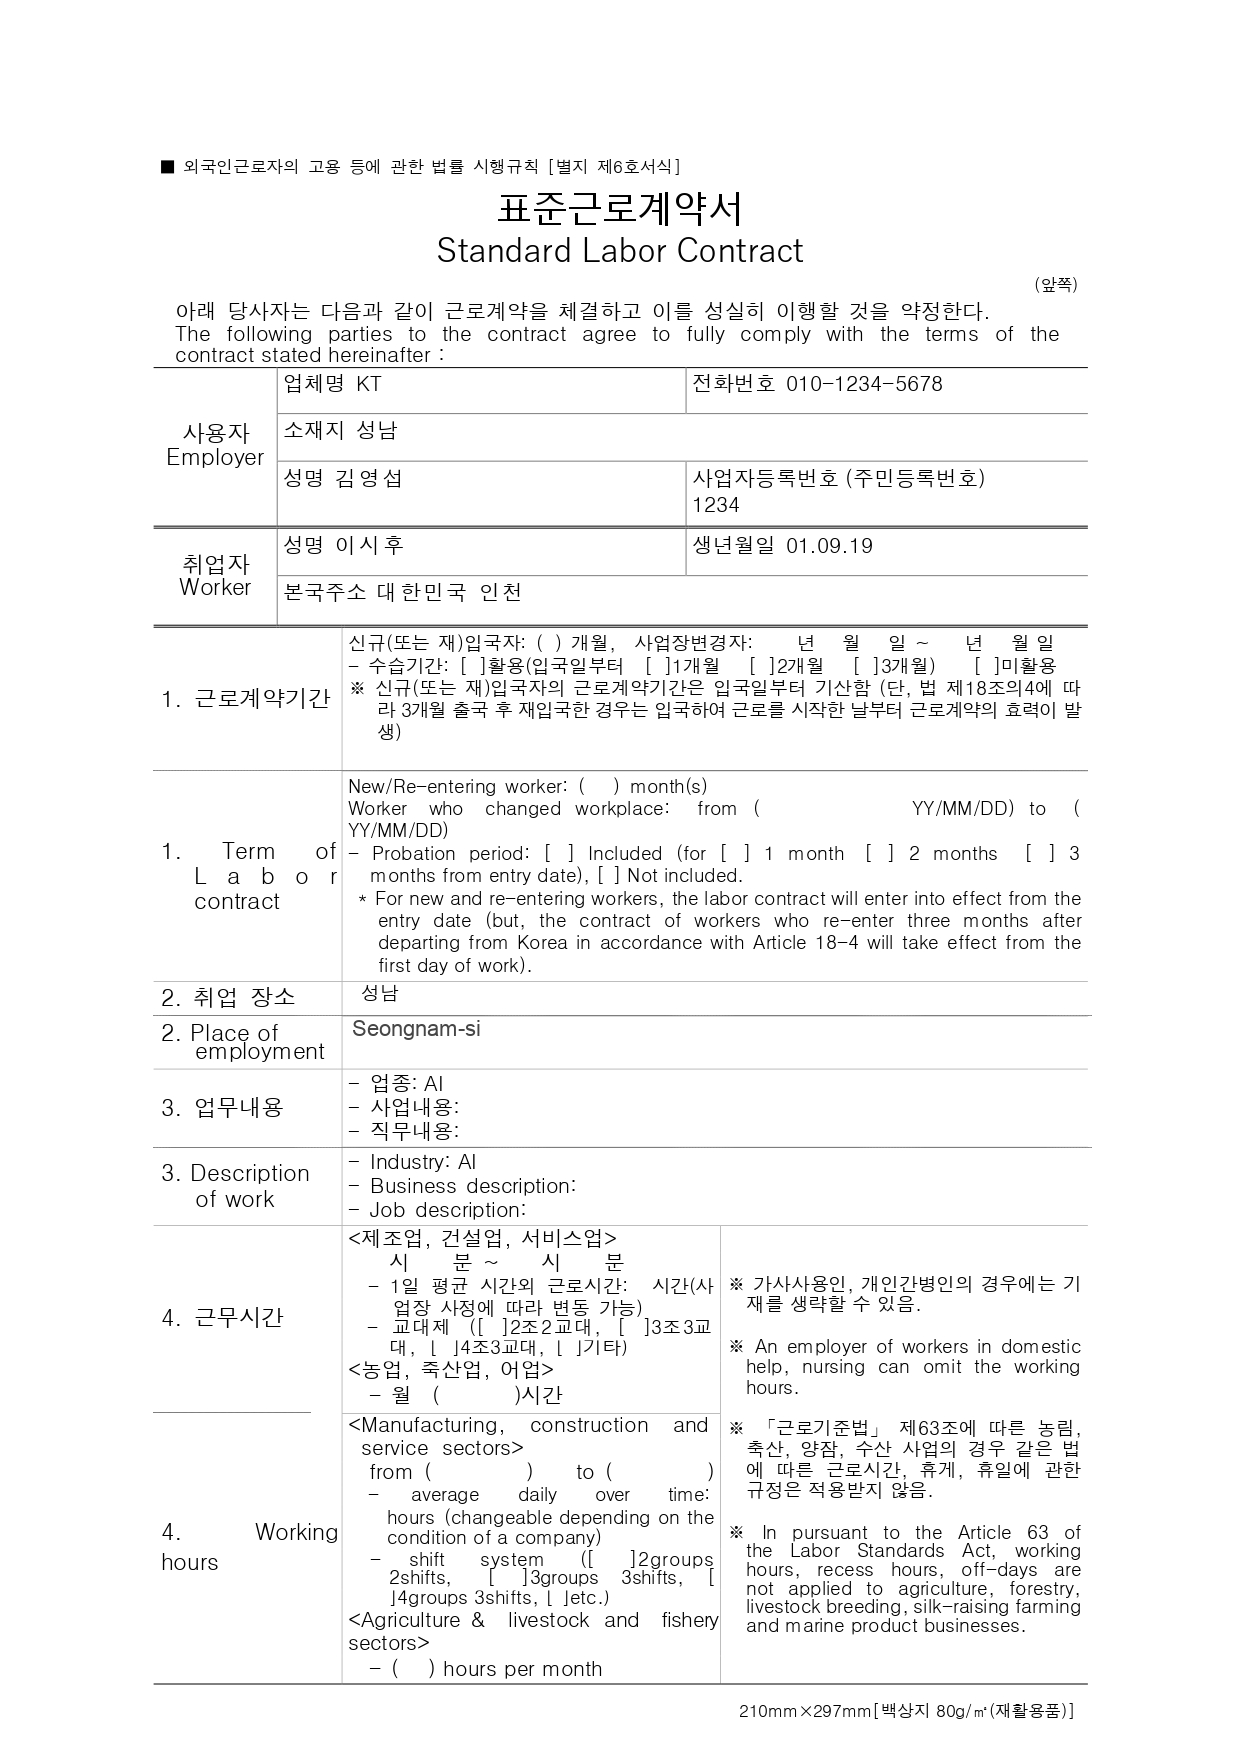 ■ 외국인근로자의 고용 등에 관한 법률 시행규칙 [별지 제6호서식]
표준근로계약서
Standard Labor Contract
(앞쪽)
아래 당사자는 다음과 같이 근로계약을 체결하고 이를 성실히 이행할 것을 약정한다.
The following parties to the contract agree to fully comply with the terms of the
contract stated hereinafter :
사용자
Employer
업체명 KT
전화번호 010-1234-5678
소재지 성남
성명 김영섭
사업자등록번호 (주민등록번호)
1234
취업자
Worker
성명 이시후
생년월일 01.09.19
본국주소 대한민국 인천
1. 근로계약기간
신규(또는 재)입국자: ( ) 개월, 사업장변경자: 년 월 일 ~ 년 월 일
- 수습기간: [ ]활용(입국일부터 [ ]1개월 [ ]2개월 [ ]3개월) [ ]미활용
※ 신규(또는 재)입국자의 근로계약기간은 입국일부터 기산함 (단, 법 제18조의4에 따
라 3개월 출국 후 재입국한 경우는 입국하여 근로를 시작한 날부터 근로계약의 효력이 발
생)
1. Term of
Labor
contract
New/Re-entering worker: ( ) month(s)
Worker who changed workplace: from ( YY/MM/DD) to (
YY/MM/DD)
- Probation period: [ ] Included (for [ ] 1 month [ ] 2 months [ ] 3
months from entry date), [ ] Not included.
* For new and re-entering workers, the labor contract will enter into effect from the
entry date (but, the contract of workers who re-enter three months after
departing from Korea in accordance with Article 18-4 will take effect from the
first day of work).
2. 취업 장소
성남
2. Place of
employment
Seongnam-si
3. 업무내용
- 업종: AI
- 사업내용:
- 직무내용:
3. Description
of work
- Industry: AI
- Business description:
- Job description:
4. 근무시간
<제조업, 건설업, 서비스업>
시 분 ~ 시 분
- 1일 평균 시간외 근로시간: 시간(사
업장 사정에 따라 변동 가능)
- 교대제 ([ ]2조2교대, [ ]3조3교
대, [ ]4조3교대, [ ]기타)
<농업, 축산업, 어업>
- 월 ( )시간
4. Working
hours
<Manufacturing, construction and
service sectors>
from ( ) to ( )
- average daily over time:
hours (changeable depending on the
condition of a company)
- shift system ([ ]2groups
2shifts, [ ]3groups 3shifts, [
]4groups 3shifts, [ ]etc.)
<Agriculture & livestock and fishery
sectors>
- ( ) hours per month
※ 가사사용인, 개인간병인의 경우에는 기
재를 생략할 수 있음.
※ An employer of workers in domestic
help, nursing can omit the working
hours.
※ 「근로기준법」 제63조에 따른 농림,
축산, 양잠, 수산 사업의 경우 같은 법
에 따른 근로시간, 휴게, 휴일에 관한
규정은 적용받지 않음.
※ In pursuant to the Article 63 of
the Labor Standards Act, working
hours, recess hours, off-days are
not applied to agriculture, forestry,
livestock breeding, silk-raising farming
and marine product businesses.
210mm×297mm[백상지 80g/㎡(재활용품)]